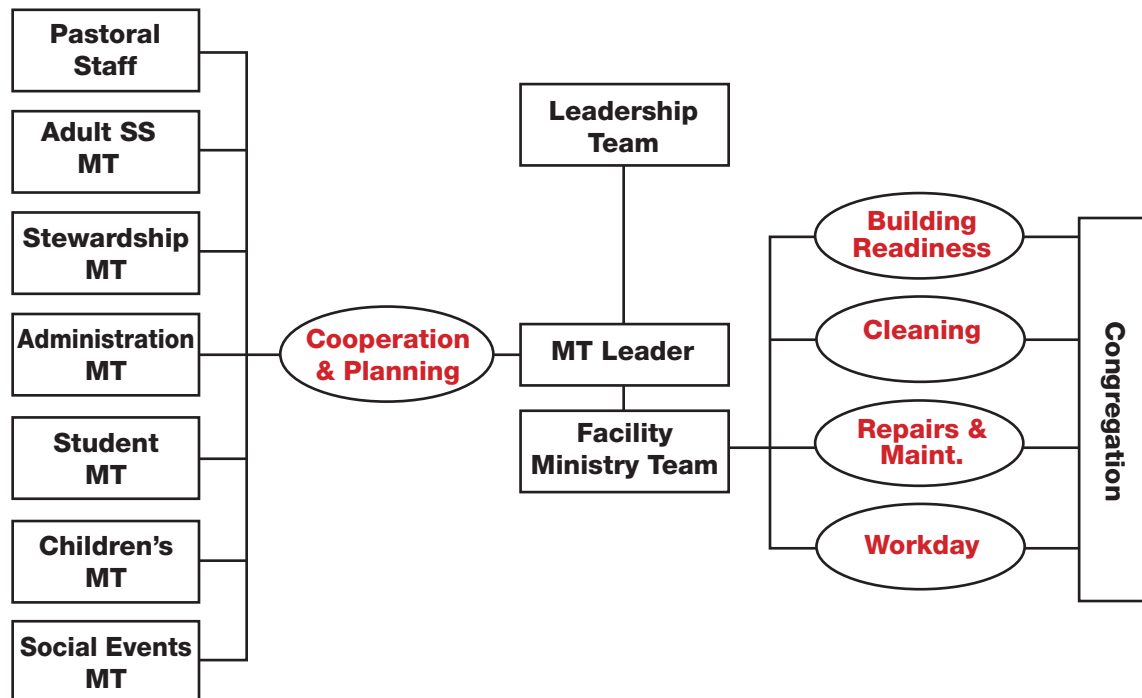 Pastoral
Staff
Adult SS
MT
Stewardship
MT
Administration
MT
Student
MT
Children's
MT
Social Events
MT
Cooperation
& Planning
Leadership
Team
MT Leader
Facility
Ministry Team
Building
Readiness
Cleaning
Repairs &
Maint.
Workday
Congregation